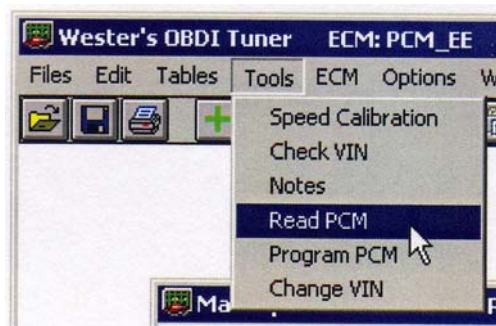 Wester's OBDI Tuner ECM: PCM_EE
Files Edit Tables Tools ECM Options
Speed Calibration
Check VIN
Notes
Read PCM
Program PCM
Change VIN